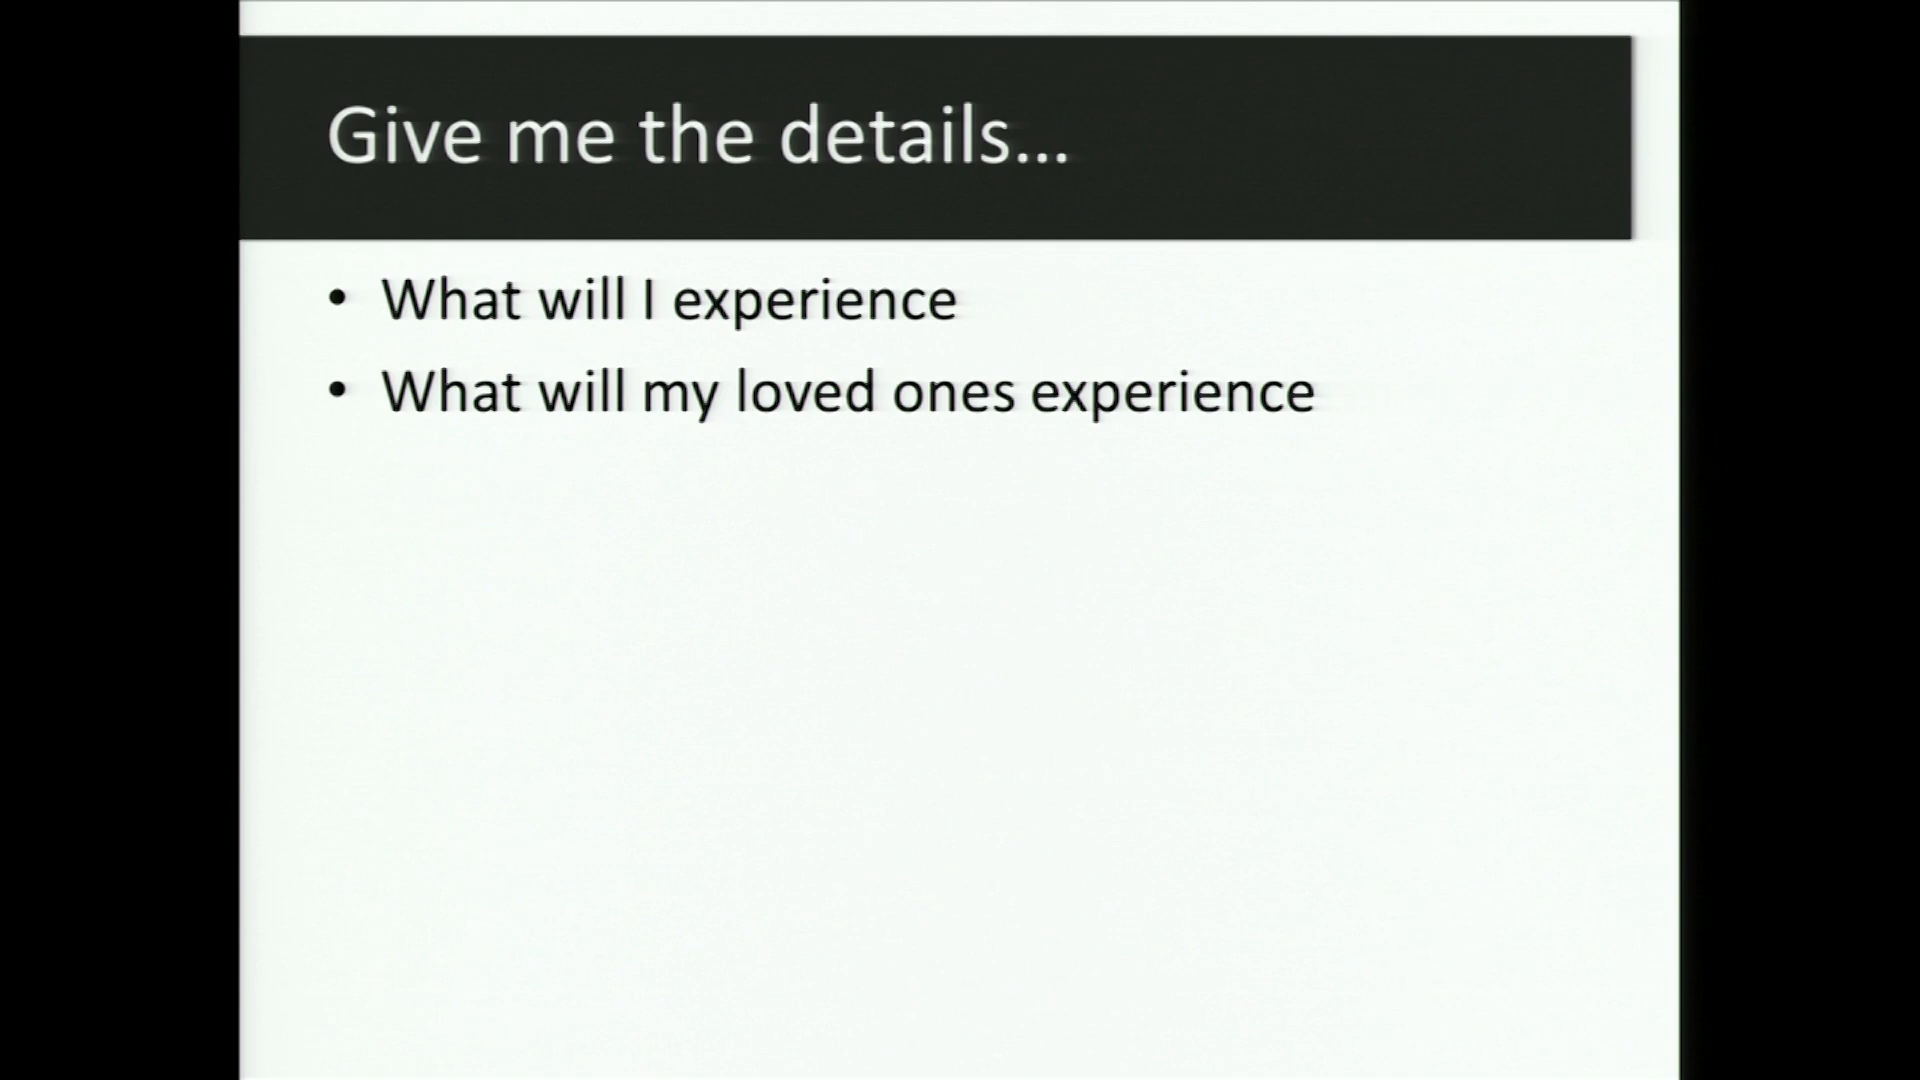 Give me the details...
• What will I experience
• What will my loved ones experience